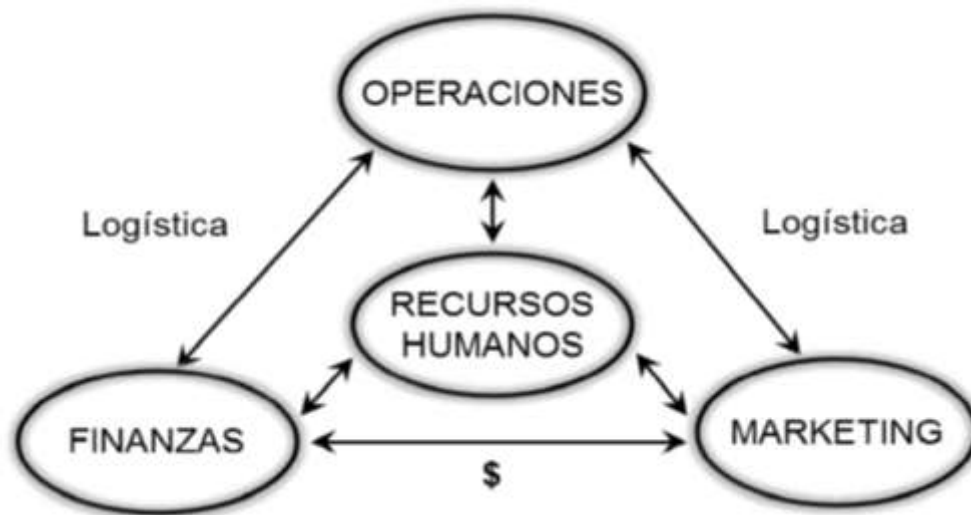 OPERACIONES
Logística
Logística
RECURSOS
HUMANOS
FINANZAS
MARKETING
$